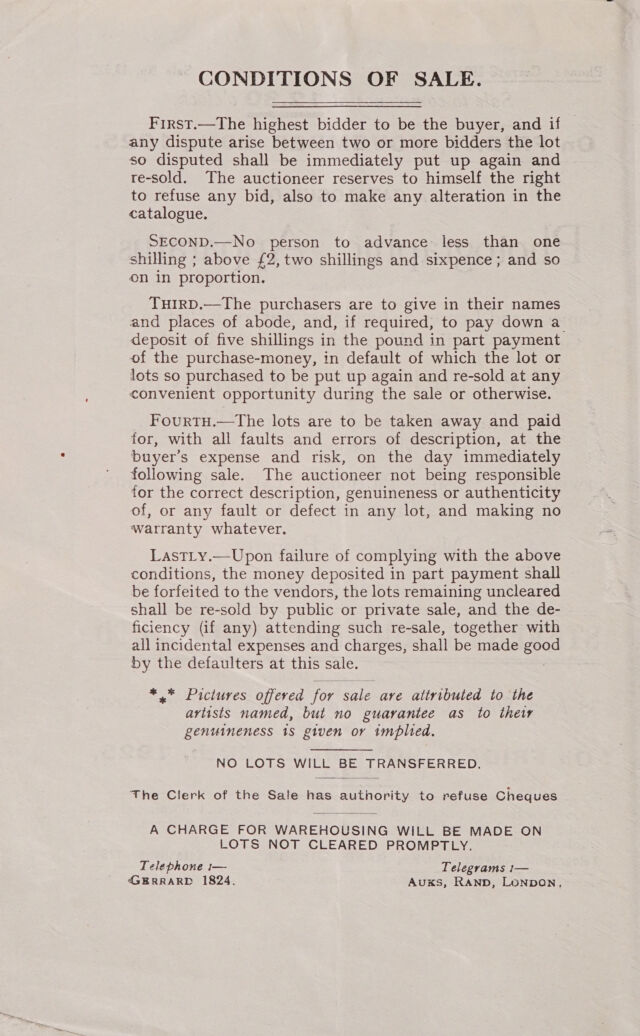 CONDITIONS OF SALE.
FIRST.—The highest bidder to be the buyer, and if
any dispute arise between two or more bidders the lot
so disputed shall be immediately put up again and
re-sold. The auctioneer reserves to himself the right
to refuse any bid, also to make any alteration in the
catalogue.
SECOND.—No person to advance less than one
shilling ; above £2, two shillings and sixpence ; and so
on in proportion.
THIRD.—The purchasers are to give in their names
and places of abode, and, if required, to pay down a
deposit of five shillings in the pound in part payment
of the purchase-money, in default of which the lot or
lots so purchased to be put up again and re-sold at any
convenient opportunity during the sale or otherwise.
FOURTH.—The lots are to be taken away and paid
for, with all faults and errors of description, at the
buyer's expense and risk, on the day immediately
following sale. The auctioneer not being responsible
for the correct description, genuineness or authenticity
of, or any fault or defect in any lot, and making no
warranty whatever.
LASTLY.—Upon failure of complying with the above
conditions, the money deposited in part payment shall
be forfeited to the vendors, the lots remaining uncleared
shall be re-sold by public or private sale, and the de-
ficiency (if any) attending such re-sale, together with
all incidental expenses and charges, shall be made good
by the defaulters at this sale.
*⁎* Pictures offered for sale are attributed to the
artists named, but no guarantee as to their
genuineness is given or implied.
NO LOTS WILL BE TRANSFERRED.
The Clerk of the Sale has authority to refuse Cheques
A CHARGE FOR WAREHOUSING WILL BE MADE ON
LOTS NOT CLEARED PROMPTLY.
Telephone :— Telegrams :—
GERRARD 1824. AUKS, RAND, LONDON.